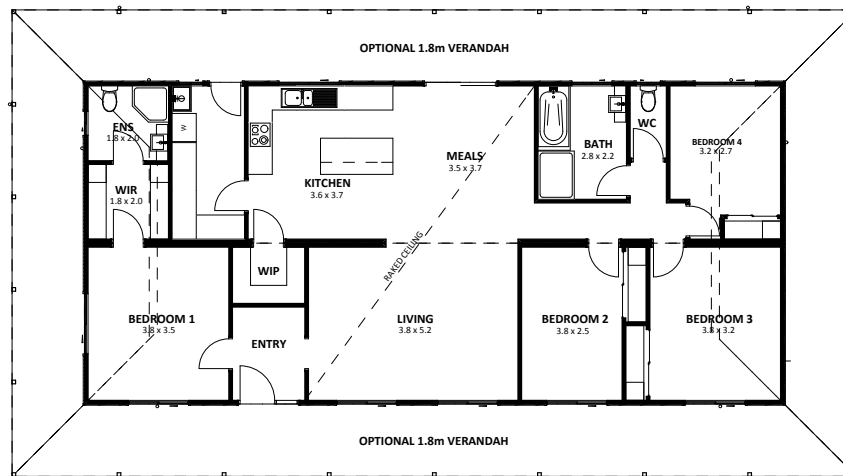 OPTIONAL 1.8m VERANDAH
ENS
1.8 x 2.0
W
WIR
1.8 x 2.0
KITCHEN
3.6 x 3.7
MEALS
3.5 x 3.7
BATH
2.8 x 2.2
WC
BEDROOM 4
3.2 x 2.7
RAKED CEILING
WIP
BEDROOM 1
3.8 x 3.5
ENTRY
LIVING
3.8 x 5.2
BEDROOM 2
3.8 x 2.5
BEDROOM 3
3.8 x 3.2
OPTIONAL 1.8m VERANDAH